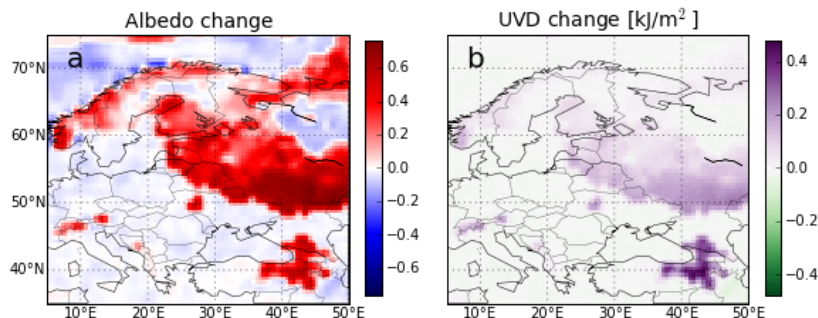 Albedo change
UVD change [kJ/m² ]
a
b
70°N
60°N
50°N
40°N
10°E 20°E 30°E 40°E 50°E
0.6
0.4
0.2
0.0
−0.2
−0.4
−0.6
10°E 20°E 30°E 40°E 50°E
0.4
0.2
0.0
−0.2
−0.4